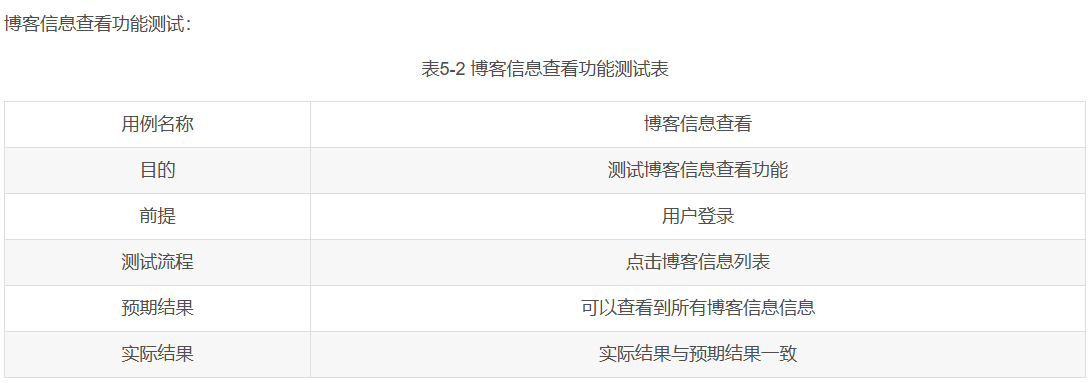 博客信息查看功能测试：
表5-2 博客信息查看功能测试表
用例名称 博客信息查看
目的 测试博客信息查看功能
前提 用户登录
测试流程 点击博客信息列表
预期结果 可以查看到所有博客信息信息
实际结果 实际结果与预期结果一致